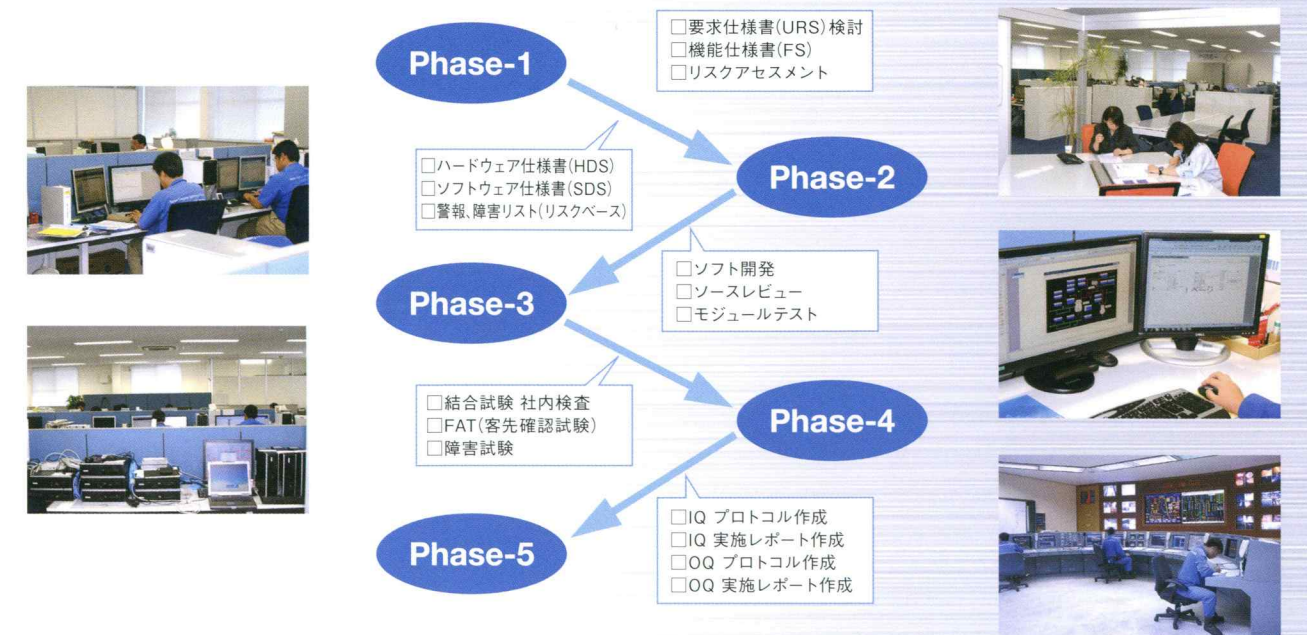 Phase-1
□要求仕様書(URS)検討
□機能仕様書(FS)
□リスクアセスメント
□ハードウェア仕様書(HDS)
□ソフトウェア仕様書(SDS)
□警報、障害リスト(リスクベース)
Phase-2
□ソフト開発
□ソースレビュー
□モジュールテスト
Phase-3
□結合試験 社内検査
□FAT(客先確認試験)
□障害試験
Phase-4
□IQ プロトコル作成
□IQ 実施レポート作成
□OQ プロトコル作成
□OQ 実施レポート作成
Phase-5